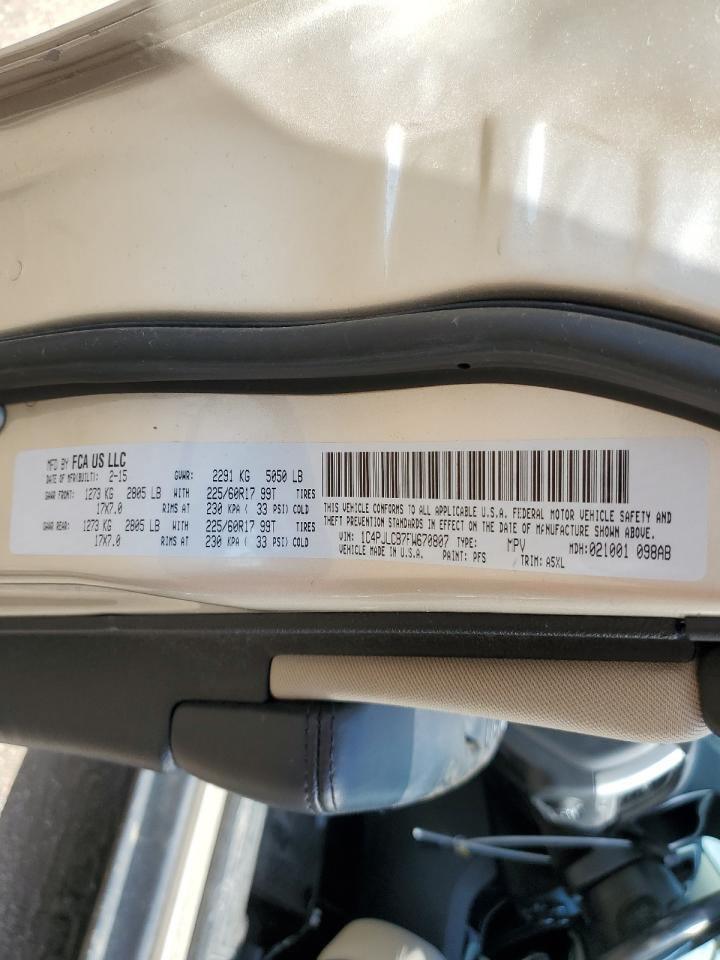 MFD BY FCA US LLC
DATE OF MFR(BUILT): 2-15 GVWR: 2291 KG 5050 LB
GAWR FRONT: 1273 KG 2805 LB WITH 225/60R17 99T TIRES
17X7.0 RIMS AT 230 KPA ( 33 PSI) COLD
GAWR REAR: 1273 KG 2805 LB WITH 225/60R17 99T TIRES
17X7.0 RIMS AT 230 KPA ( 33 PSI) COLD
THIS VEHICLE CONFORMS TO ALL APPLICABLE U.S.A. FEDERAL MOTOR VEHICLE SAFETY AND
THEFT PREVENTION STANDARDS IN EFFECT ON THE DATE OF MANUFACTURE SHOWN ABOVE.
VIN: 1C4PJLCB7FW670807 TYPE: MPV MDH:021001 098AB
VEHICLE MADE IN U.S.A. PAINT: PFS TRIM: A5XL